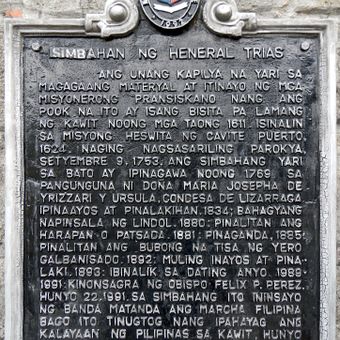 SIMBAHAN NG HENERAL TRIAS
ANG UNANG KAPILYA NA YARI SA
MAGAGAANG MATERYAL AT ITINAYO NG MGA
MISYONERONG PRANSISKANO NANG ANG
POOK NA ITO AY ISANG BISITA PA LAMANG
NG KAWIT NOONG MGA TAONG 1611. ISINALIN
SA MISYONG HESWITA NG CAVITE PUERTO,
1624. NAGING NAGSASARILING PAROKYA,
SETYEMBRE 9, 1753. ANG SIMBAHANG YARI
SA BATO AY IPINAGAWA NOONG 1769 SA
PANGUNGUNA NI DOÑA MARIA JOSEPHA DE
YRIZZARI Y URSULA, CONDESA DE LIZARRAGA
IPINAAYOS AT PINALAKIHAN, 1834; BAHAGYANG
NAPINSALA NG LINDOL, 1880; PINALITAN ANG
HARAPAN O PATSADA 1881; PINAGANDA, 1885;
PINALITAN ANG BUBONG NA TISA NG YERO
GALBANISADO, 1892; MULING INAYOS AT PINA-
LAKI, 1893; IBINALIK SA DATING ANYO, 1989-
1991; KINONSAGRA NG OBISPO FELIX P. PEREZ,
HUNYO 22, 1991. SA SIMBAHANG ITO ININSAYO
NG BANDA MATANDA ANG MARCHA FILIPINA
BAGO ITO TINUGTOG NANG IPAHAYAG ANG
KALAYAAN NG PILIPINAS SA KAWIT, HUNYO